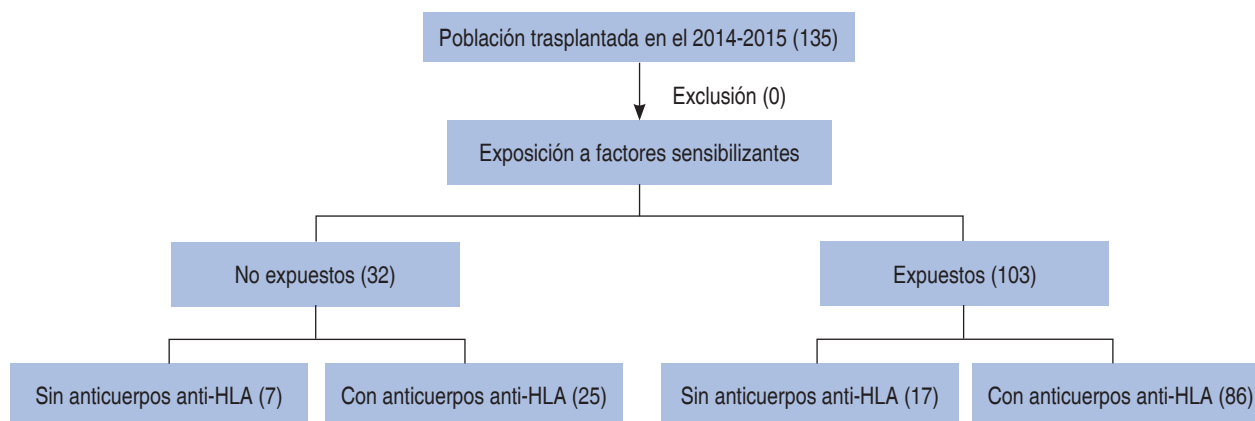 Población trasplantada en el 2014-2015 (135)
Exclusión (0)
Exposición a factores sensibilizantes
No expuestos (32)
Expuestos (103)
Sin anticuerpos anti-HLA (7)
Con anticuerpos anti-HLA (25)
Sin anticuerpos anti-HLA (17)
Con anticuerpos anti-HLA (86)